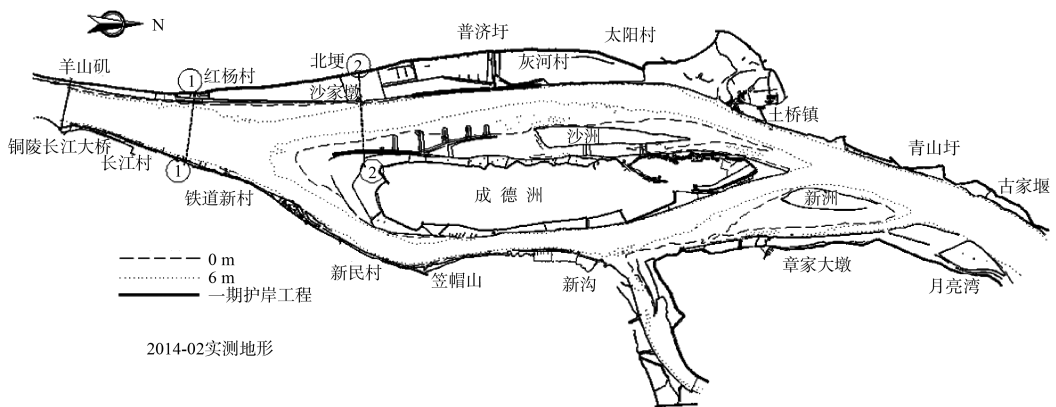 N
普济圩
太阳村
羊山矶
北埂
②
灰河村
①
红杨村
沙家墩
土桥镇
沙洲
铜陵长江大桥
长江村
①
②
青山圩
铁道新村
成德洲
新洲
古家堰
0 m
6 m
一期护岸工程
新民村
笠帽山
新沟
章家大墩
月亮湾
2014-02实测地形